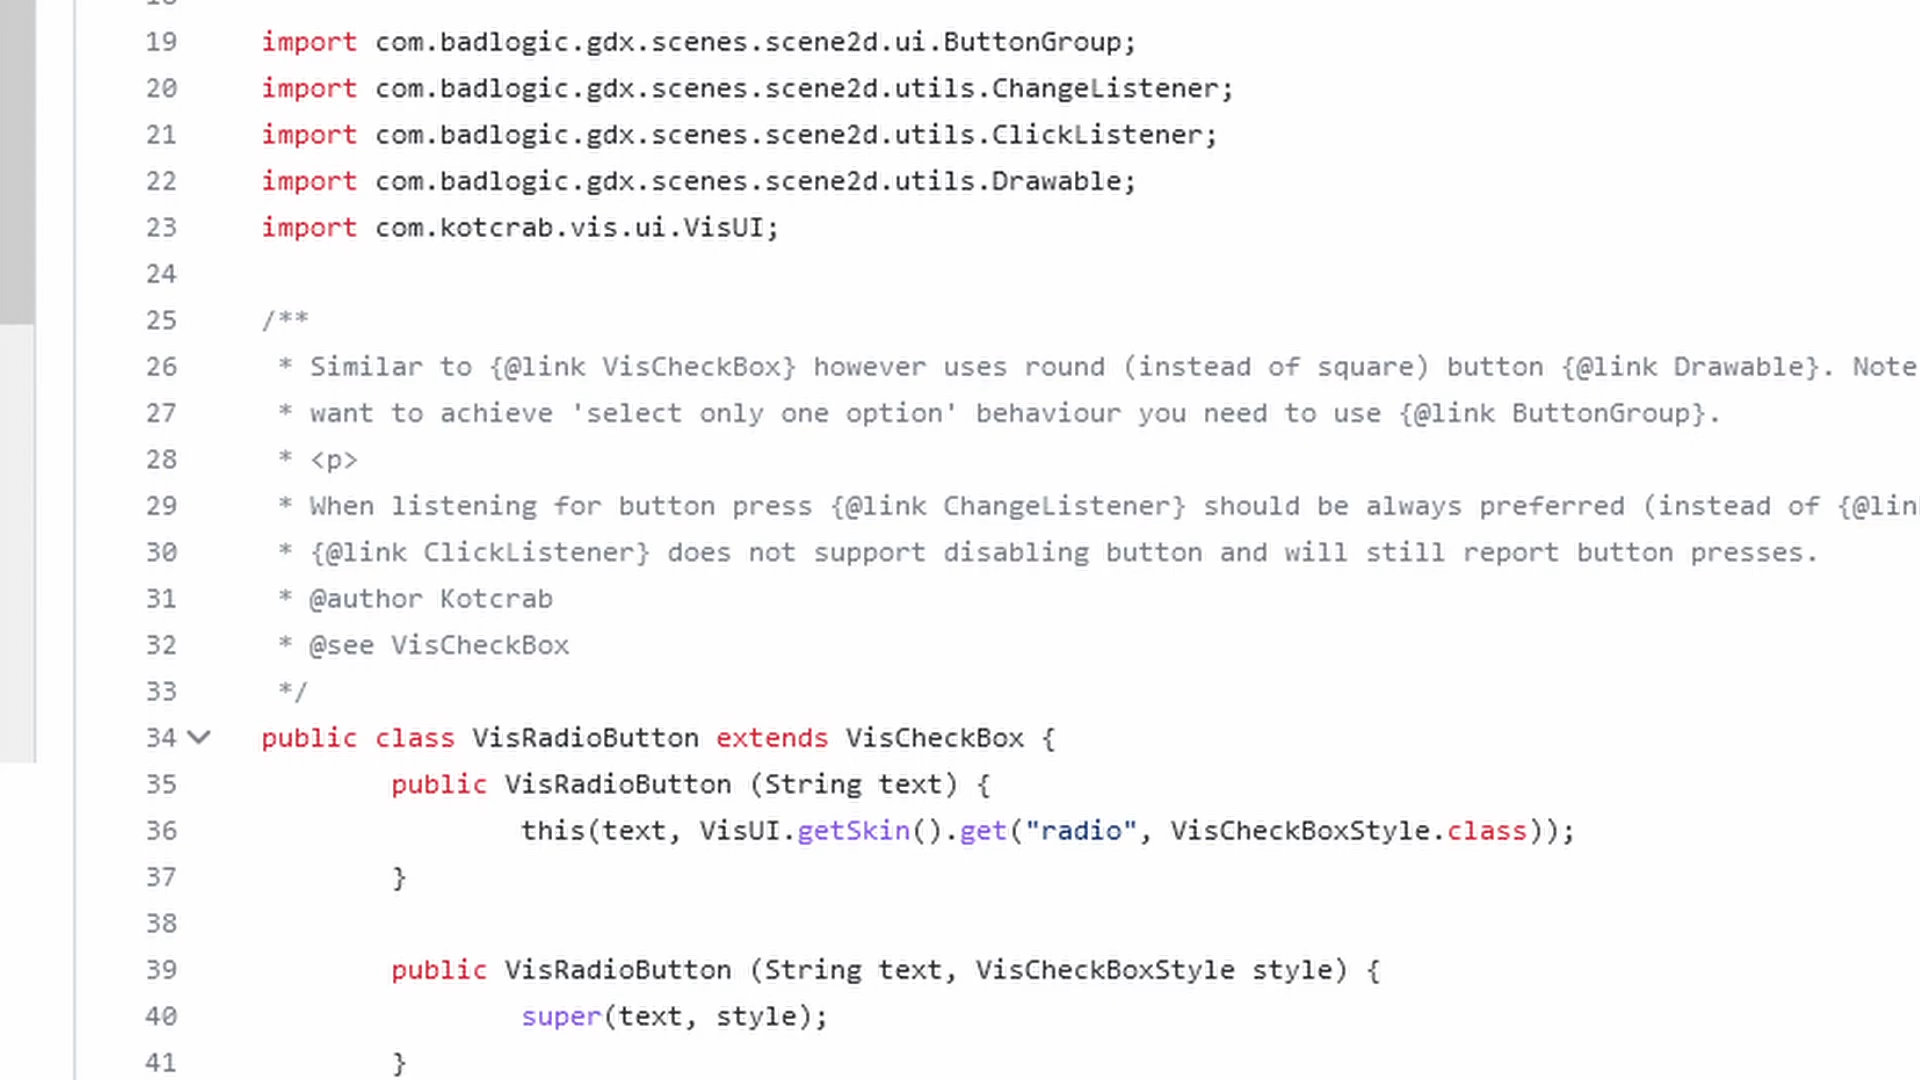 19 import com.badlogic.gdx.scenes.scene2d.ui.ButtonGroup;
20 import com.badlogic.gdx.scenes.scene2d.utils.ChangeListener;
21 import com.badlogic.gdx.scenes.scene2d.utils.ClickListener;
22 import com.badlogic.gdx.scenes.scene2d.utils.Drawable;
23 import com.kotcrab.vis.ui.VisUI;
24
25 /**
26 * Similar to {@link VisCheckBox} however uses round (instead of square) button {@link Drawable}. Note
27 * want to achieve 'select only one option' behaviour you need to use {@link ButtonGroup}.
28 * <p>
29 * When listening for button press {@link ChangeListener} should be always preferred (instead of {@lin
30 * {@link ClickListener} does not support disabling button and will still report button presses.
31 * @author Kotcrab
32 * @see VisCheckBox
33 */
34 public class VisRadioButton extends VisCheckBox {
35 public VisRadioButton (String text) {
36 this(text, VisUI.getSkin().get("radio", VisCheckBoxStyle.class));
37 }
38
39 public VisRadioButton (String text, VisCheckBoxStyle style) {
40 super(text, style);
41 }